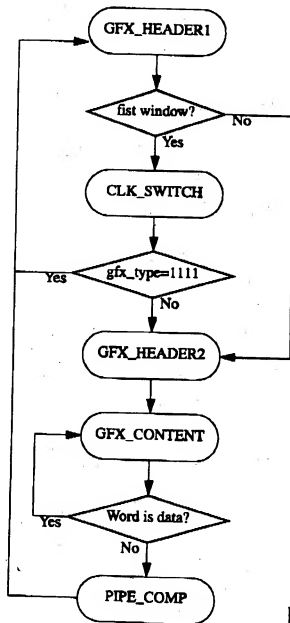 GFX_HEADER1
fist window?
No
Yes
CLK_SWITCH
gfx_type=1111
Yes
No
GFX_HEADER2
GFX_CONTENT
Word is data?
Yes
No
PIPE_COMP